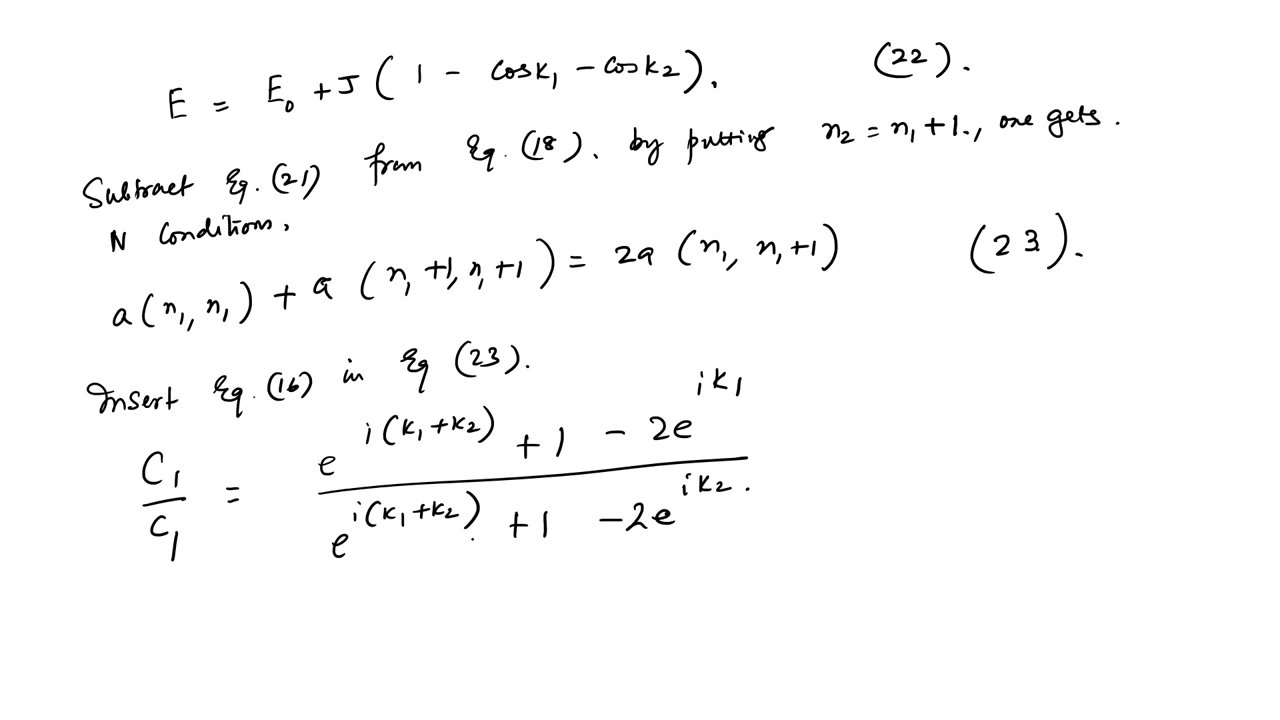 E = E₀ + J ( 1 - cos k₁ - cos k₂ ). (22).
Subtract Eq. (21) from Eq. (18). by putting n₂ = n₁ + 1., one gets.
N Conditions.
a(n₁, n₁) + a (n₁ +1, n₁ +1) = 2a (n₁, n₁ +1) (23).
Insert Eq. (16) in Eq (23).
C₁/C₁ = (e^{i(k₁+k₂)} + 1 - 2e^{ik₁})/(e^{i(k₁+k₂)} + 1 - 2e^{ik₂}).